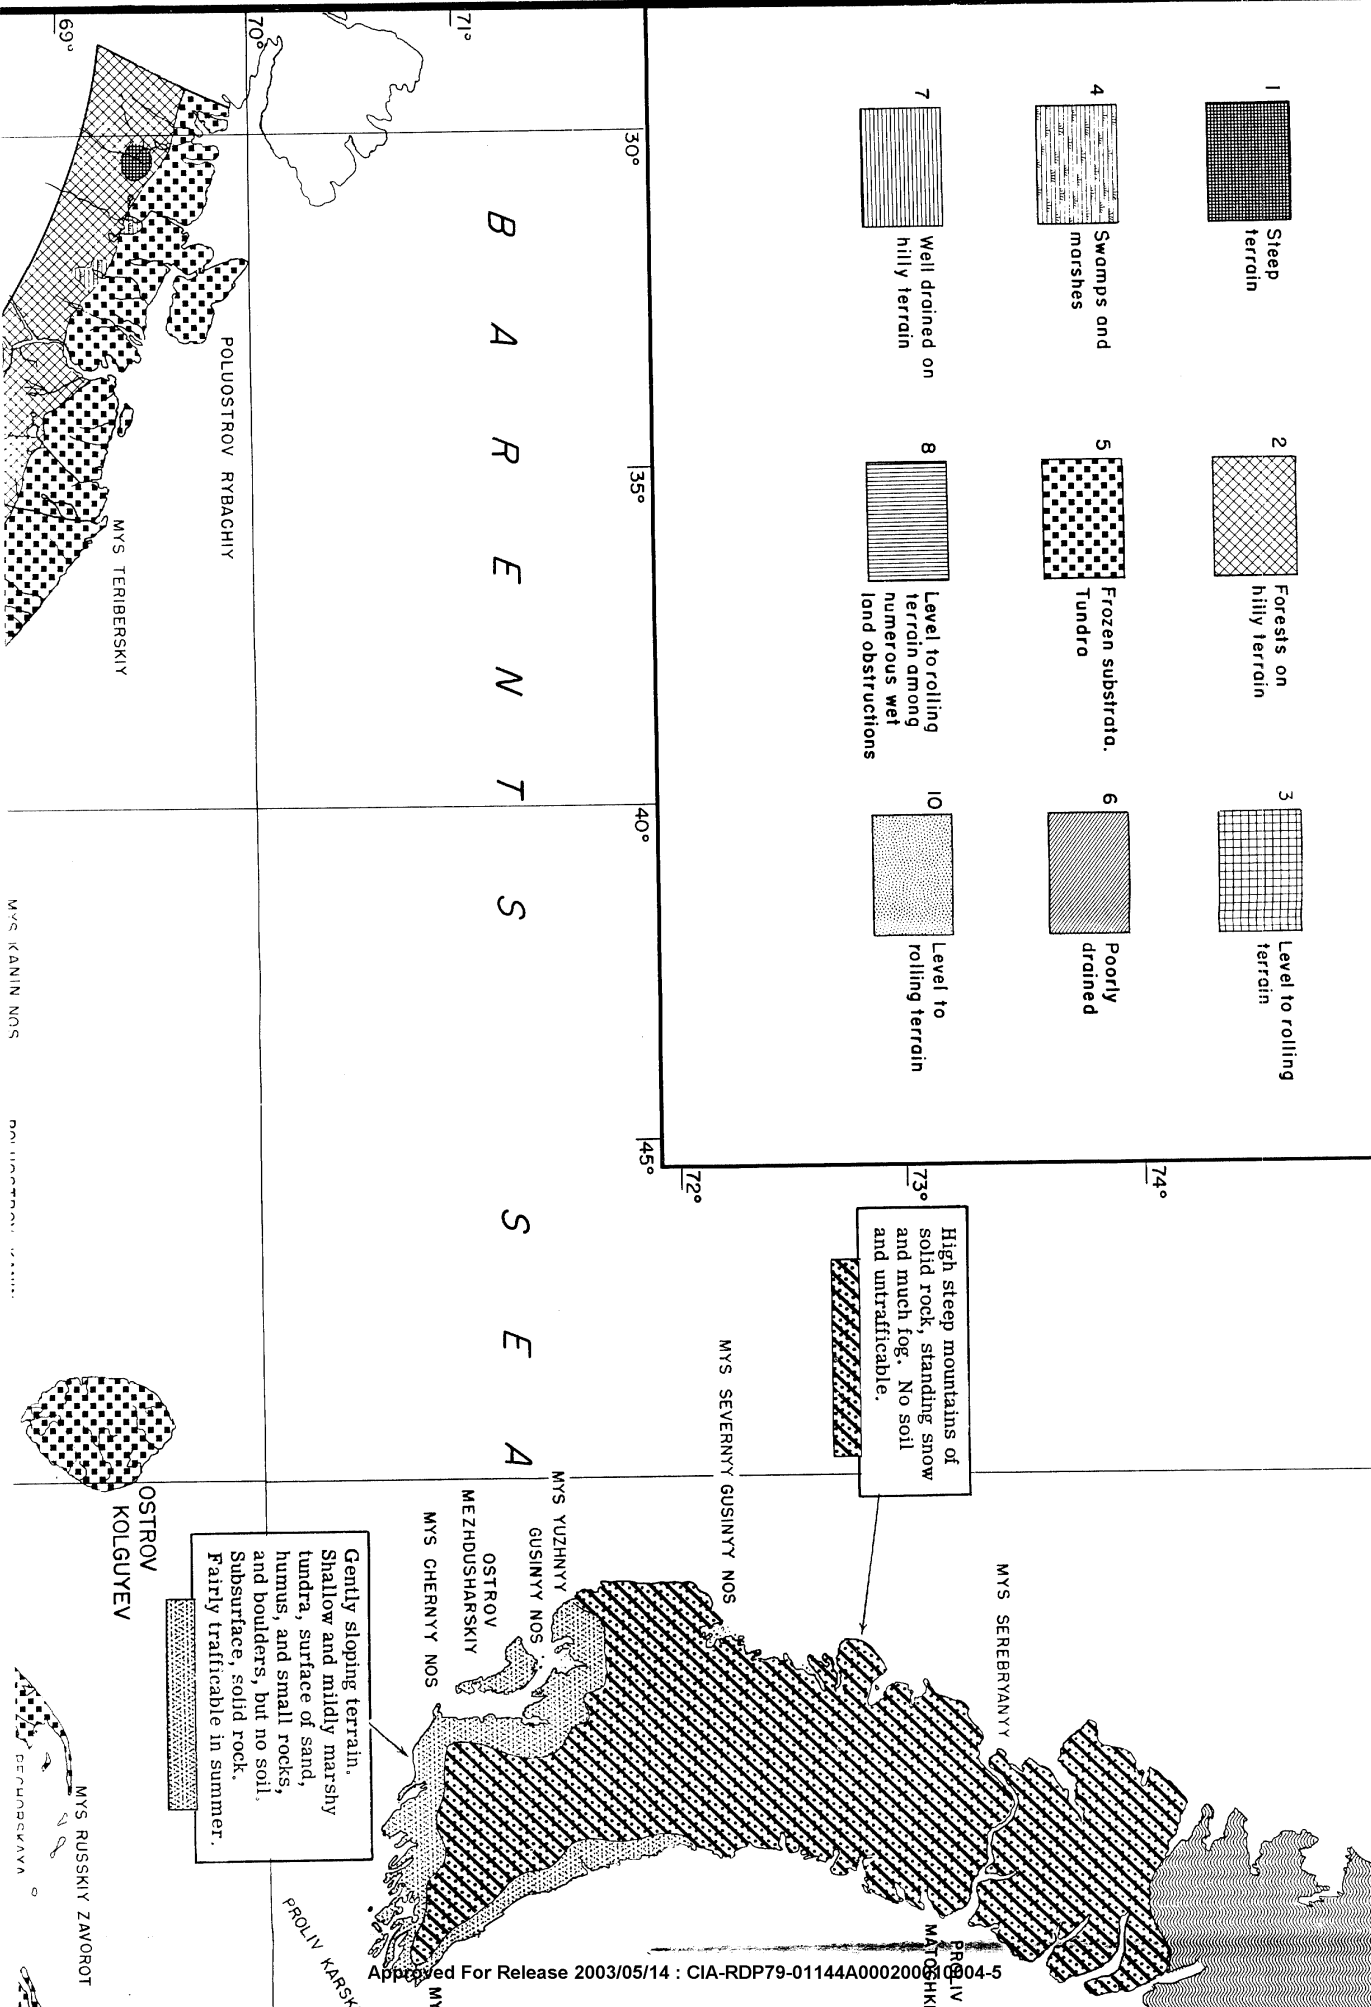 1
Steep
terrain
2
Forests on
hilly terrain
3
Level to rolling
terrain
4
Swamps and
marshes
5
Frozen substrata.
Tundra
6
Poorly
drained
7
Well drained on
hilly terrain
8
Level to rolling
terrain among
numerous wet
land obstructions
10
Level to
rolling terrain
74°
73°
72°
71°
70°
69°
30°
35°
40°
45°
High steep mountains of
solid rock, standing snow
and much fog. No soil
and untrafficable.
MYS SEREBRYANYY
PROLIV
MYS SEVERNYY GUSINYY NOS
MYS YUZHNYY
GUSINYY NOS
OSTROV
MEZHDUSHARSKIY
MYS CHERNYY NOS
BARENTS SEA
Gently sloping terrain.
Shallow and mildly marshy
tundra, surface of sand,
humus, and small rocks,
and boulders, but no soil.
Subsurface, solid rock.
Fairly trafficable in summer.
POLUOSTROV RYBACHIY
MYS TERIBERSKIY
OSTROV
KOLGUYEV
MYS RUSSKIY ZAVOROT
PROLIV KARSK
MY
MYS KANIN NOS
Approved For Release 2003/05/14 : CIA-RDP79-01144A000200010004-5